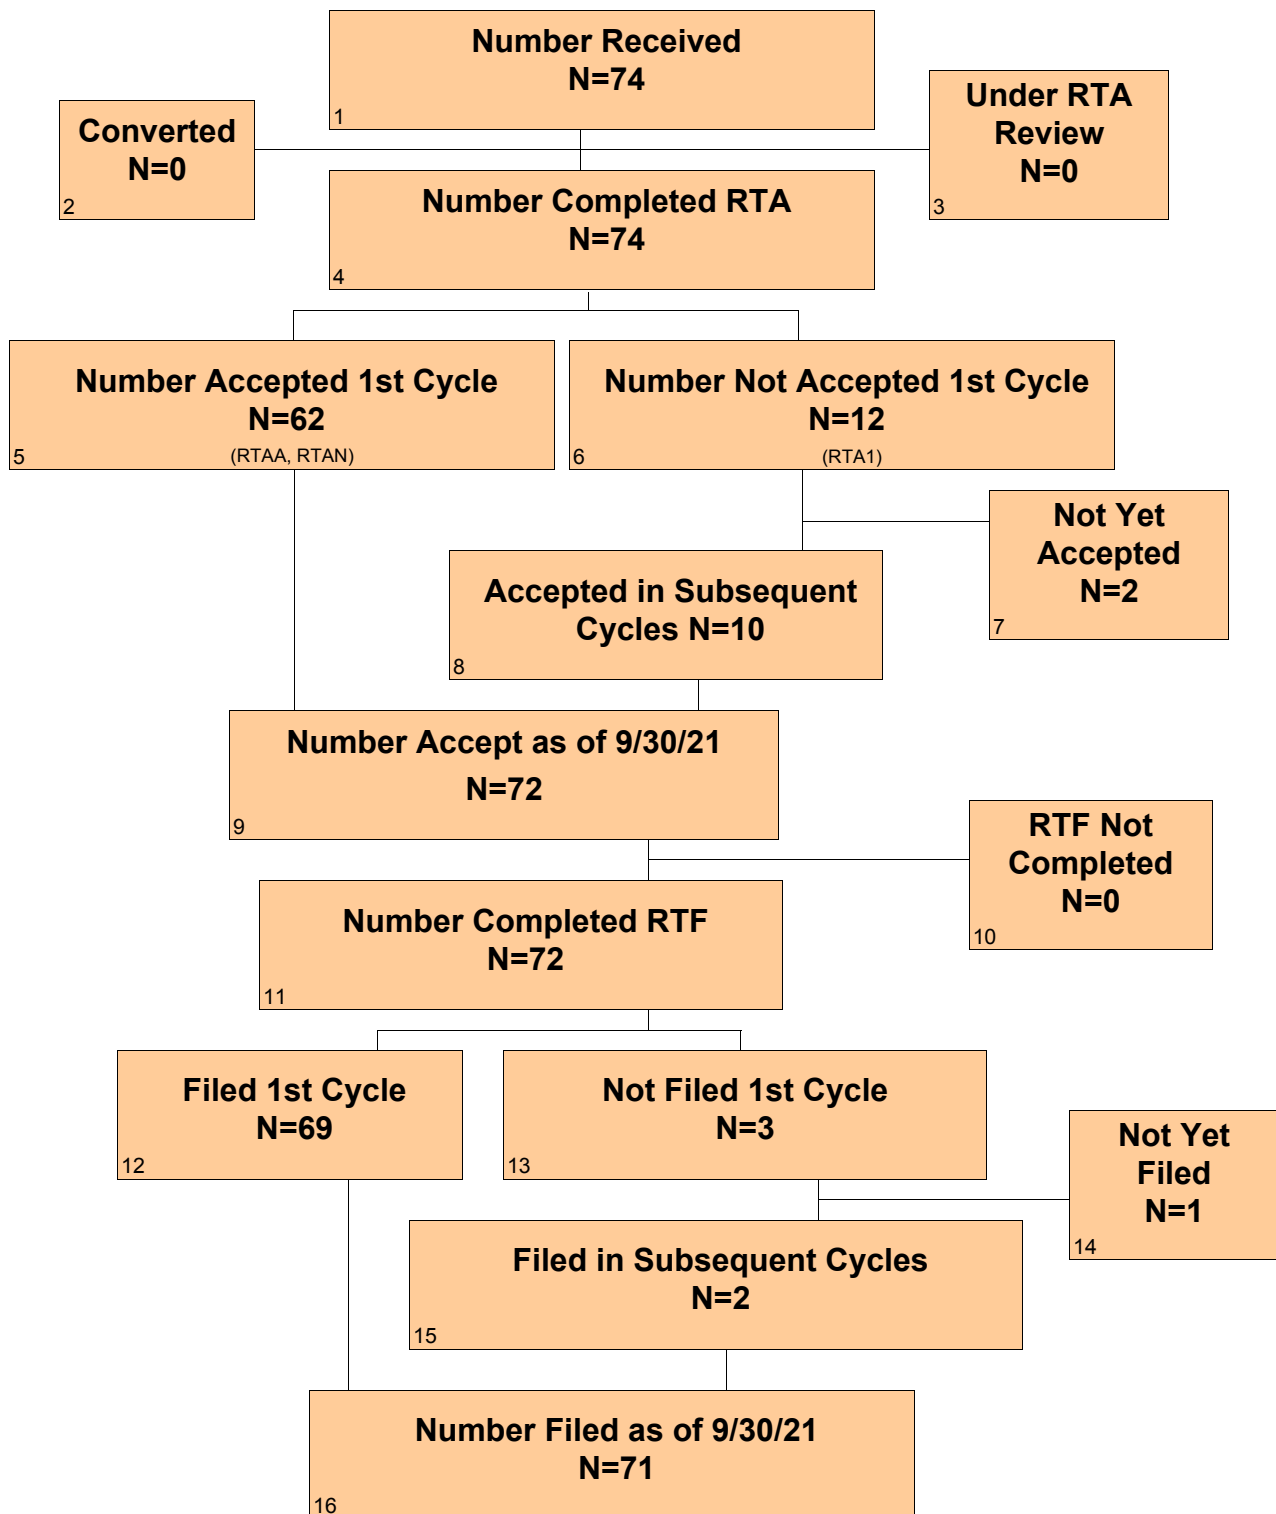 Number Received
N=74
1
Converted
N=0
2
Under RTA
Review
N=0
3
Number Completed RTA
N=74
4
Number Accepted 1st Cycle
N=62
(RTAA, RTAN)
5
Number Not Accepted 1st Cycle
N=12
(RTA1)
6
Not Yet
Accepted
N=2
7
Accepted in Subsequent
Cycles N=10
8
Number Accept as of 9/30/21
N=72
9
RTF Not
Completed
N=0
10
Number Completed RTF
N=72
11
Filed 1st Cycle
N=69
12
Not Filed 1st Cycle
N=3
13
Not Yet
Filed
N=1
14
Filed in Subsequent Cycles
N=2
15
Number Filed as of 9/30/21
N=71
16